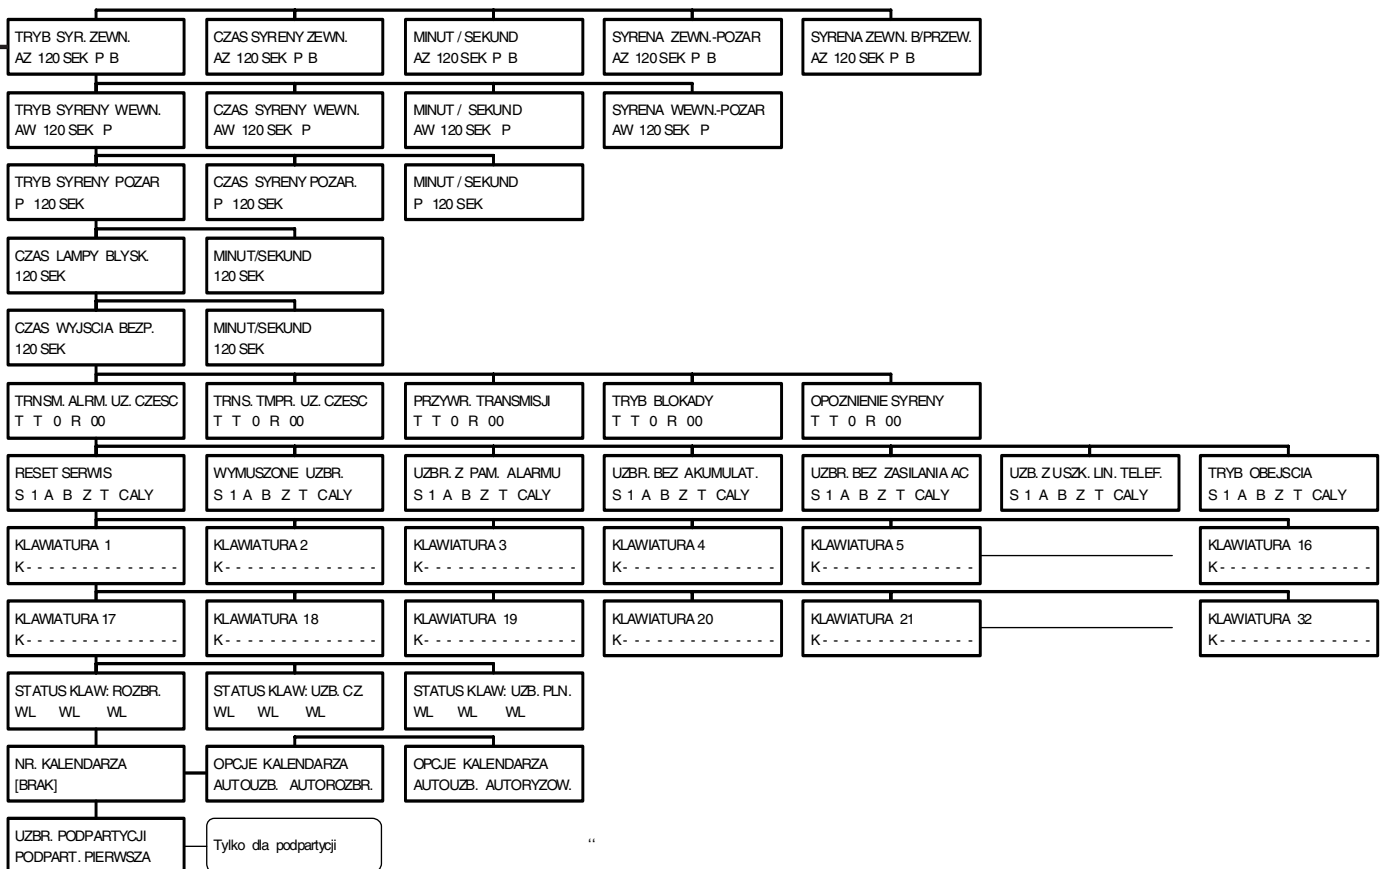 TRYB SYR. ZEWN.
AZ 120 SEK P B
CZAS SYRENY ZEWN.
AZ 120 SEK P B
MINUT / SEKUND
AZ 120 SEK P B
SYRENA ZEWN.-POZAR
AZ 120 SEK P B
SYRENA ZEWN. B/PRZEW.
AZ 120 SEK P B
TRYB SYRENY WEWN.
AW 120 SEK P
CZAS SYRENY WEWN.
AW 120 SEK P
MINUT / SEKUND
AW 120 SEK P
SYRENA WEWN.-POZAR
AW 120 SEK P
TRYB SYRENY POZAR
P 120 SEK
CZAS SYRENY POZAR.
P 120 SEK
MINUT / SEKUND
P 120 SEK
CZAS LAMPY BLYSK.
120 SEK
MINUT/SEKUND
120 SEK
CZAS WYJSCIA BEZP.
120 SEK
MINUT/SEKUND
120 SEK
TRNSM. ALRM. UZ. CZESC
T T 0 R 00
TRNS. TMPR. UZ. CZESC
T T 0 R 00
PRZYWR. TRANSMISJI
T T 0 R 00
TRYB BLOKADY
T T 0 R 00
OPOZNIENIE SYRENY
T T 0 R 00
RESET SERWIS
S 1 A B Z T CALY
WYMUSZONE UZBR.
S 1 A B Z T CALY
UZBR. Z PAM. ALARMU
S 1 A B Z T CALY
UZBR. BEZ AKUMULAT.
S 1 A B Z T CALY
UZBR. BEZ ZASILANIA AC
S 1 A B Z T CALY
UZB. Z USZK. LIN. TELEF.
S 1 A B Z T CALY
TRYB OBEJSCIA
S 1 A B Z T CALY
KLAWIATURA 1
K- - - - - - - - - - - - - -
KLAWIATURA 2
K- - - - - - - - - - - - - -
KLAWIATURA 3
K- - - - - - - - - - - - - -
KLAWIATURA 4
K- - - - - - - - - - - - - -
KLAWIATURA 5
K- - - - - - - - - - - - - -
KLAWIATURA 16
K- - - - - - - - - - - - - -
KLAWIATURA 17
K- - - - - - - - - - - - - -
KLAWIATURA 18
K- - - - - - - - - - - - - -
KLAWIATURA 19
K- - - - - - - - - - - - - -
KLAWIATURA 20
K- - - - - - - - - - - - - -
KLAWIATURA 21
K- - - - - - - - - - - - - -
KLAWIATURA 32
K- - - - - - - - - - - - - -
STATUS KLAW: ROZBR.
WL WL WL
STATUS KLAW: UZB. CZ.
WL WL WL
STATUS KLAW: UZB. PLN.
WL WL WL
NR. KALENDARZA
[BRAK]
OPCJE KALENDARZA
AUTOUZB. AUTOROZBR.
OPCJE KALENDARZA
AUTOUZB. AUTORYZOW.
UZBR. PODPARTYCJI
PODPART. PIERWSZA
Tylko dla podpartycji
“